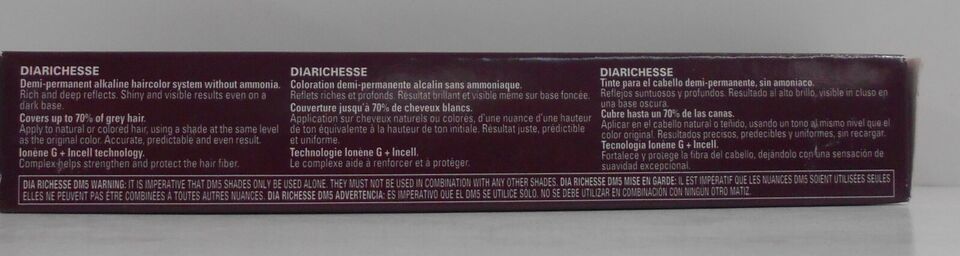 DIARICHESSE
Demi-permanent alkaline haircolor system without ammonia.
Rich and deep reflects. Shiny and visible results even on a
dark base.
Covers up to 70% of grey hair.
Apply to natural or colored hair, using a shade at the same level
as the original color. Accurate, predictable and even result.
Ionène G + Incell technology.
Complex helps strengthen and protect the hair fiber.
DIARICHESSE
Coloration demi-permanente alcalin sans ammoniaque.
Reflets riches et profonds. Résultat brillant et visible même sur base foncée.
Couverture jusqu'à 70% de cheveux blancs.
Application sur cheveux naturels ou colorés, d'une nuance d'une hauteur
de ton équivalente à la hauteur de ton initiale. Résultat juste, prédictible
et uniforme.
Technologie Ionène G + Incell.
Le complexe aide à renforcer et à protéger.
DIARICHESSE
Tinte para el cabello demi-permanente, sin amoniaco.
Reflejos suntuosos y profundos. Resultado al alto brillo, visible in cluso en
una base oscura.
Cubre hasta un 70% de las canas.
Aplicar en el cabello natural o teñido, usando un tono al mismo nivel que el
color original. Resultados precisos, predecibles y uniformes, sin recargar.
Tecnologia Ionène G + Incell.
Fortalece y protege la fibra del cabello, dejándolo con una sensación de
suavidad excepcional.
DIA RICHESSE DM5 WARNING: IT IS IMPERATIVE THAT DM5 SHADES ONLY BE USED ALONE. THEY MUST NOT BE USED IN COMBINATION WITH ANY OTHER SHADES. DIA RICHESSE DM5 MISE EN GARDE: IL EST IMPÉRATIF QUE LES NUANCES DM5 SOIENT UTILISÉES SEULES
ELLES NE PEUVENT PAS ÊTRE COMBINÉES À TOUTES AUTRES NUANCES. DIA RICHESSE DM5 ADVERTENCIA: ES IMPERATIVO QUE EL DM5 SE UTILICE SOLO. NO SE DEBE UTILIZAR EN COMBINACIÓN CON NINGÚN OTRO MATIZ.